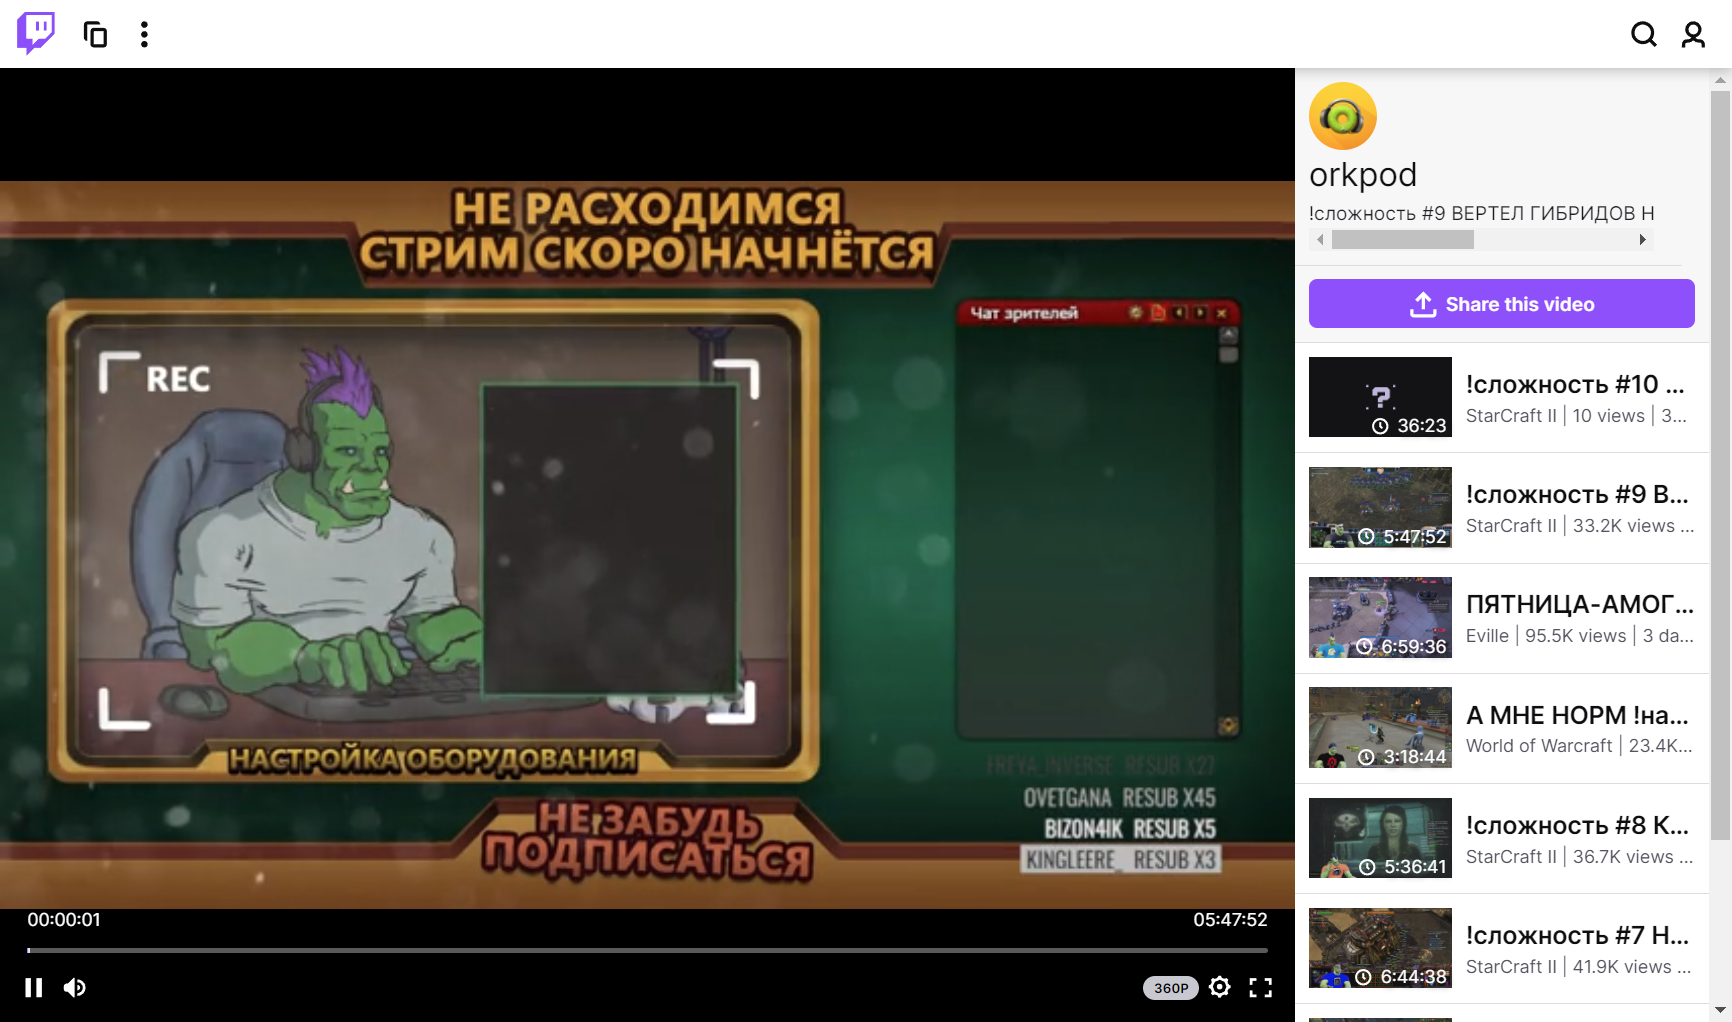 orkpod
!сложность #9 ВЕРТЕЛ ГИБРИДОВ Н
Share this video
НЕ РАСХОДИМСЯ
СТРИМ СКОРО НАЧНЁТСЯ
Чат зрителей
REC
НАСТРОЙКА ОБОРУДОВАНИЯ
НЕ ЗАБУДЬ
ПОДПИСАТЬСЯ
FREYA_INVERSE RESUB X27
OVETGANA RESUB X45
BIZON4IK RESUB X5
KINGLEERE_ RESUB X3
00:00:01
05:47:52
360P
!сложность #10 ...
StarCraft II | 10 views | 3...
36:23
!сложность #9 В...
StarCraft II | 33.2K views ...
5:47:52
ПЯТНИЦА-АМОГ...
Eville | 95.5K views | 3 da...
6:59:36
А МНЕ НОРМ !на...
World of Warcraft | 23.4K...
3:18:44
!сложность #8 К...
StarCraft II | 36.7K views ...
5:36:41
!сложность #7 Н...
StarCraft II | 41.9K views ...
6:44:38